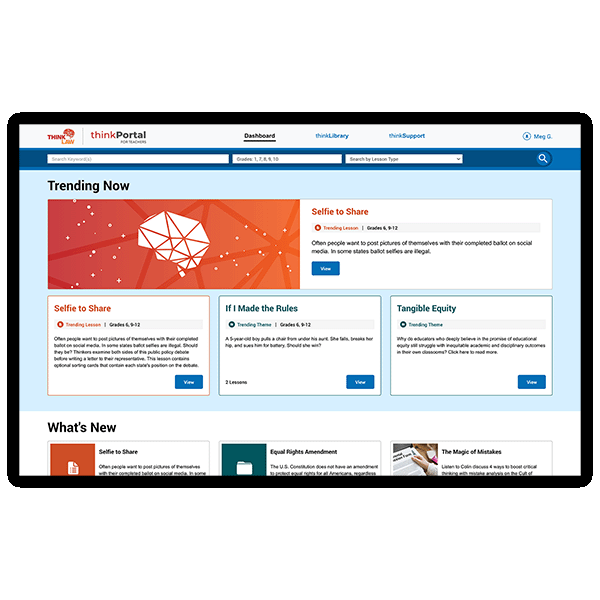 THINK LAW
thinkPortal
FOR TEACHERS
Dashboard
thinkLibrary
thinkSupport
Meg G.
Search Keyword(s)
Grades: 1, 7, 8, 9, 10
Search by Lesson Type
Trending Now
Selfie to Share
Trending Lesson | Grades 6, 9-12
Often people want to post pictures of themselves with their completed ballot on social
media. In some states ballot selfies are illegal.
View
Selfie to Share
Trending Lesson | Grades 6, 9-12
Often people want to post pictures of themselves with their completed
ballot on social media. In some states ballot selfies are illegal. Should
they be? Thinkers examine both sides of this public policy debate
before writing a letter to their representative. This lesson contains
optional sorting cards that contain each state's position on the debate.
View
If I Made the Rules
Trending Theme | Grades 9-12
A 5-year-old boy pulls a chair from under his aunt. She falls, breaks her
hip, and sues him for battery. Should she win?
2 Lessons
View
Tangible Equity
Trending Theme
Why do educators who deeply believe in the promise of educational
equity still struggle with inequitable academic and disciplinary outcomes
in their own classrooms? Click here to read more.
View
What's New
Selfie to Share
Often people want to post pictures of themselves
with their completed ballot on social media. In some
Equal Rights Amendment
The U.S. Constitution does not have an amendment
to protect equal rights for all Americans, regardless
The Magic of Mistakes
Listen to Colin discuss 4 ways to boost critical
thinking with mistake analysis on the Cult of